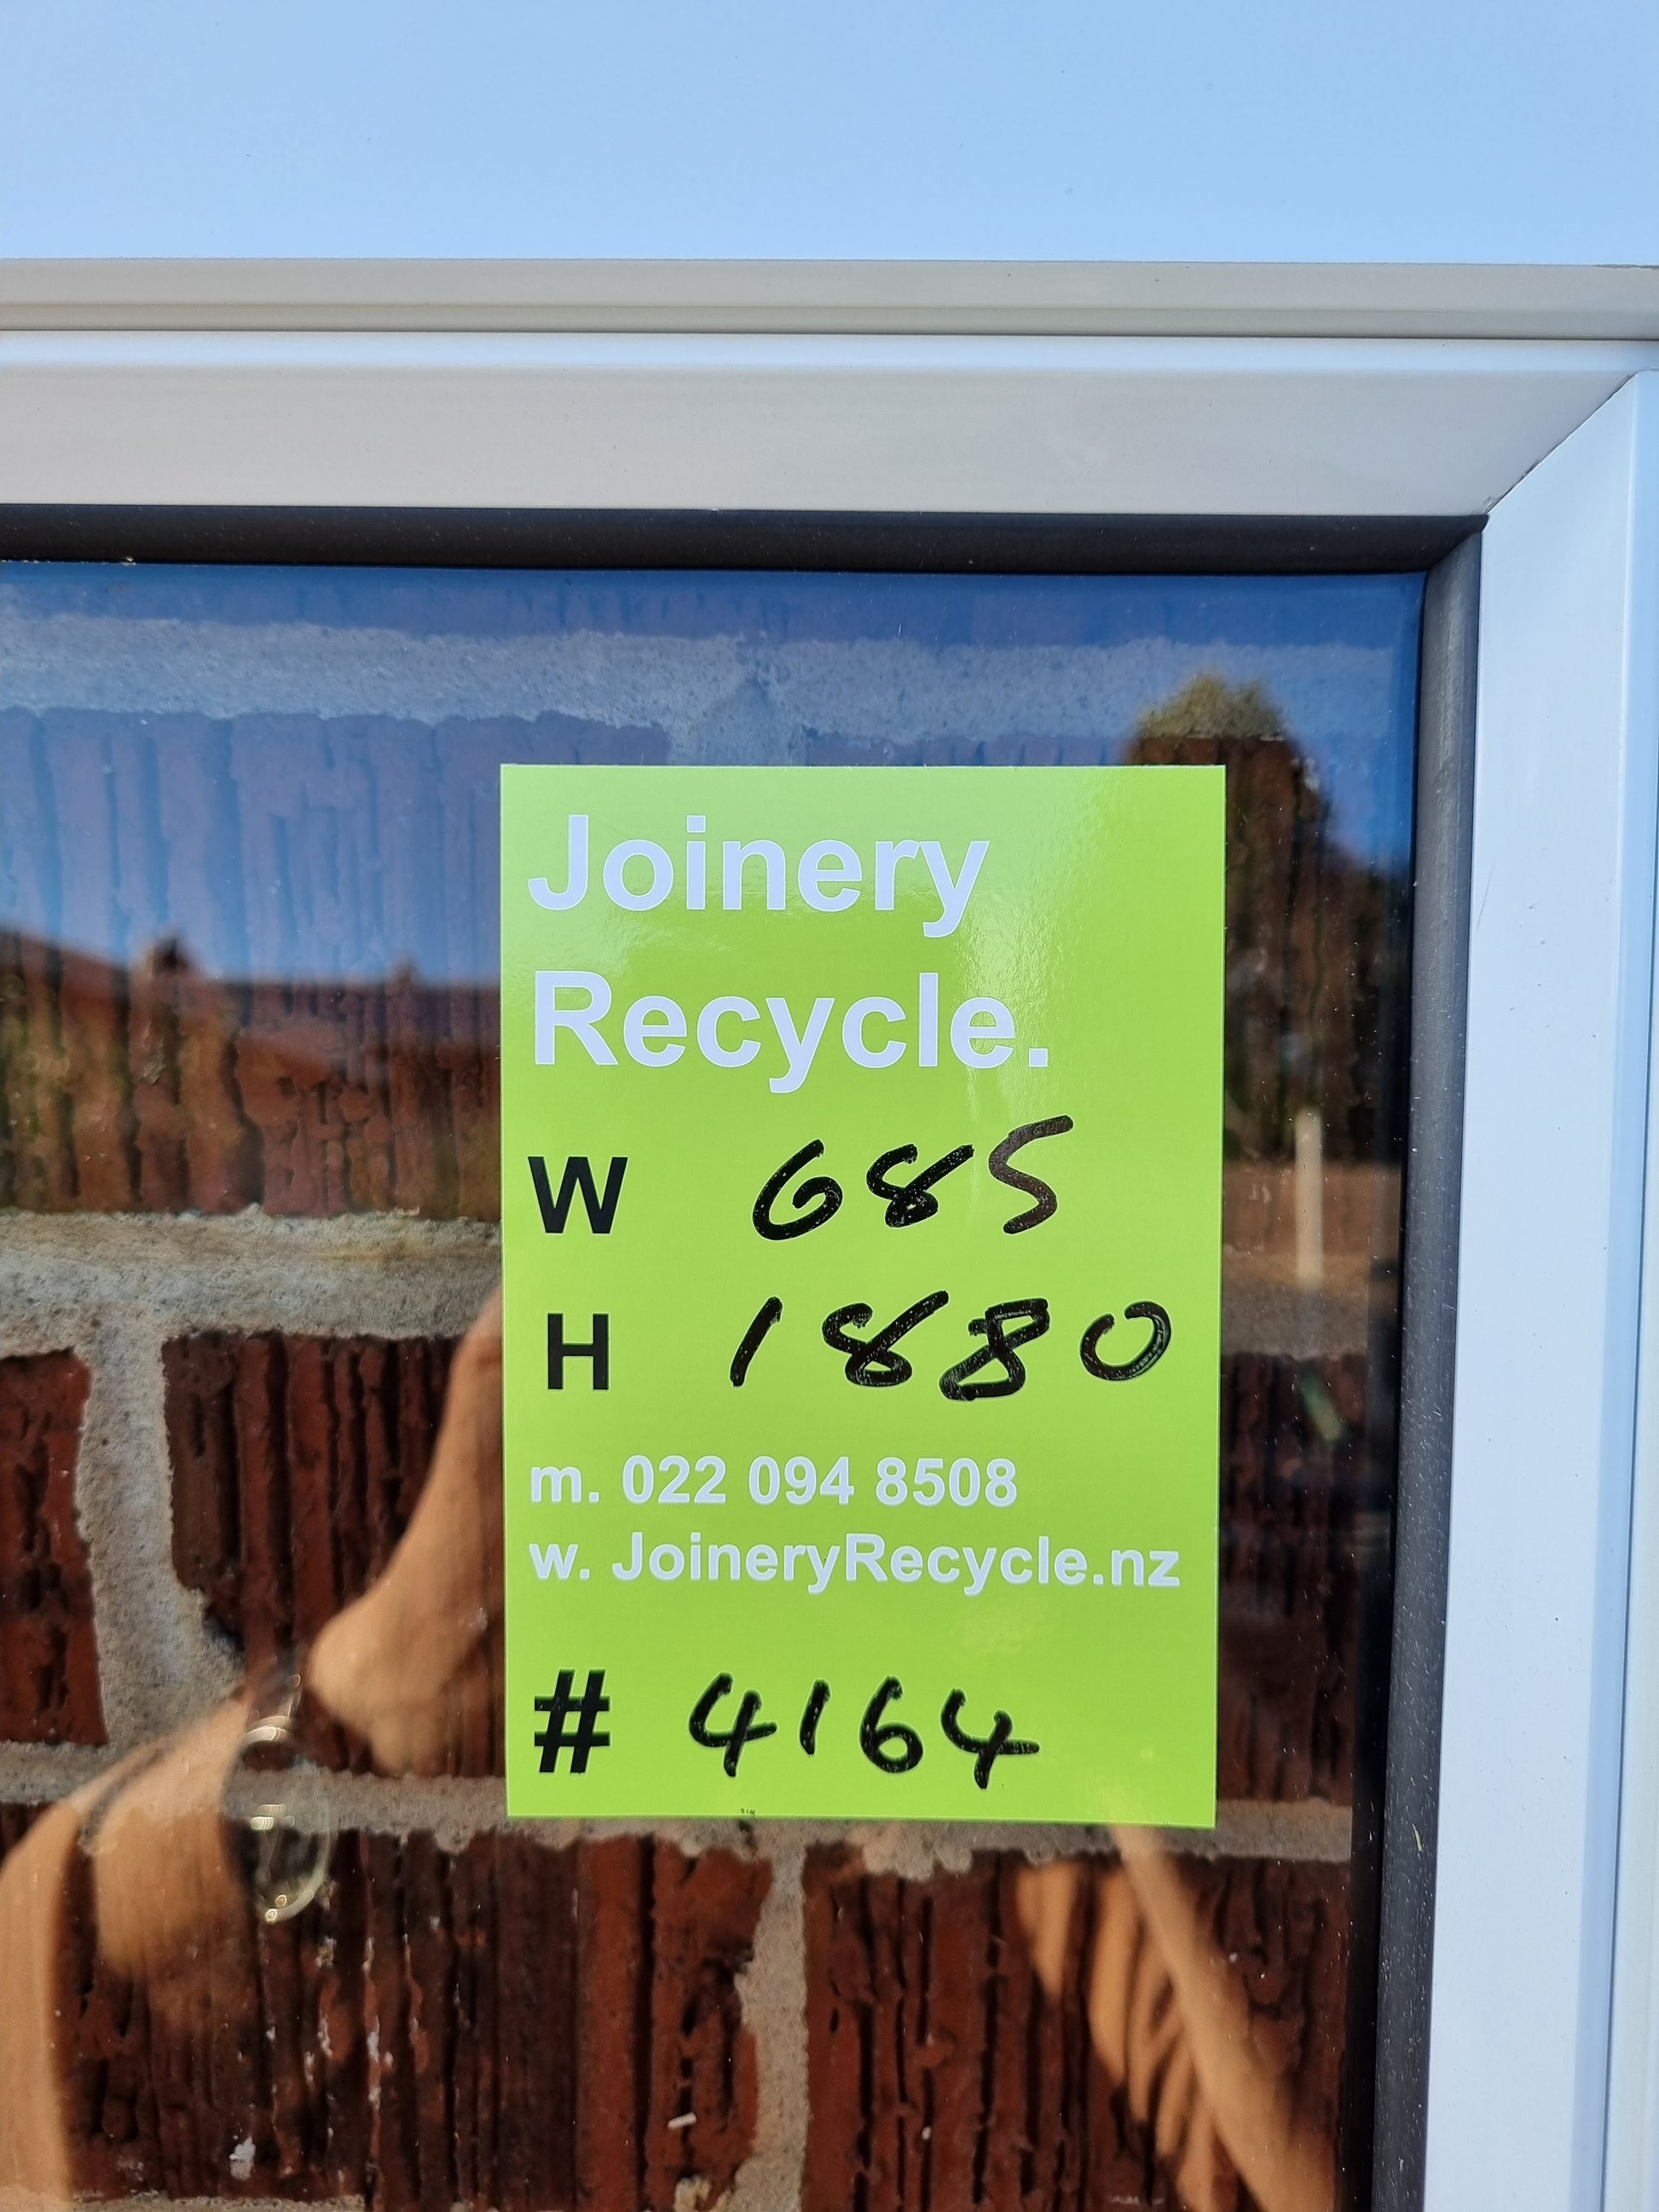 Joinery
Recycle.
W 685
H 1880
m. 022 094 8508
w. JoineryRecycle.nz
# 4164